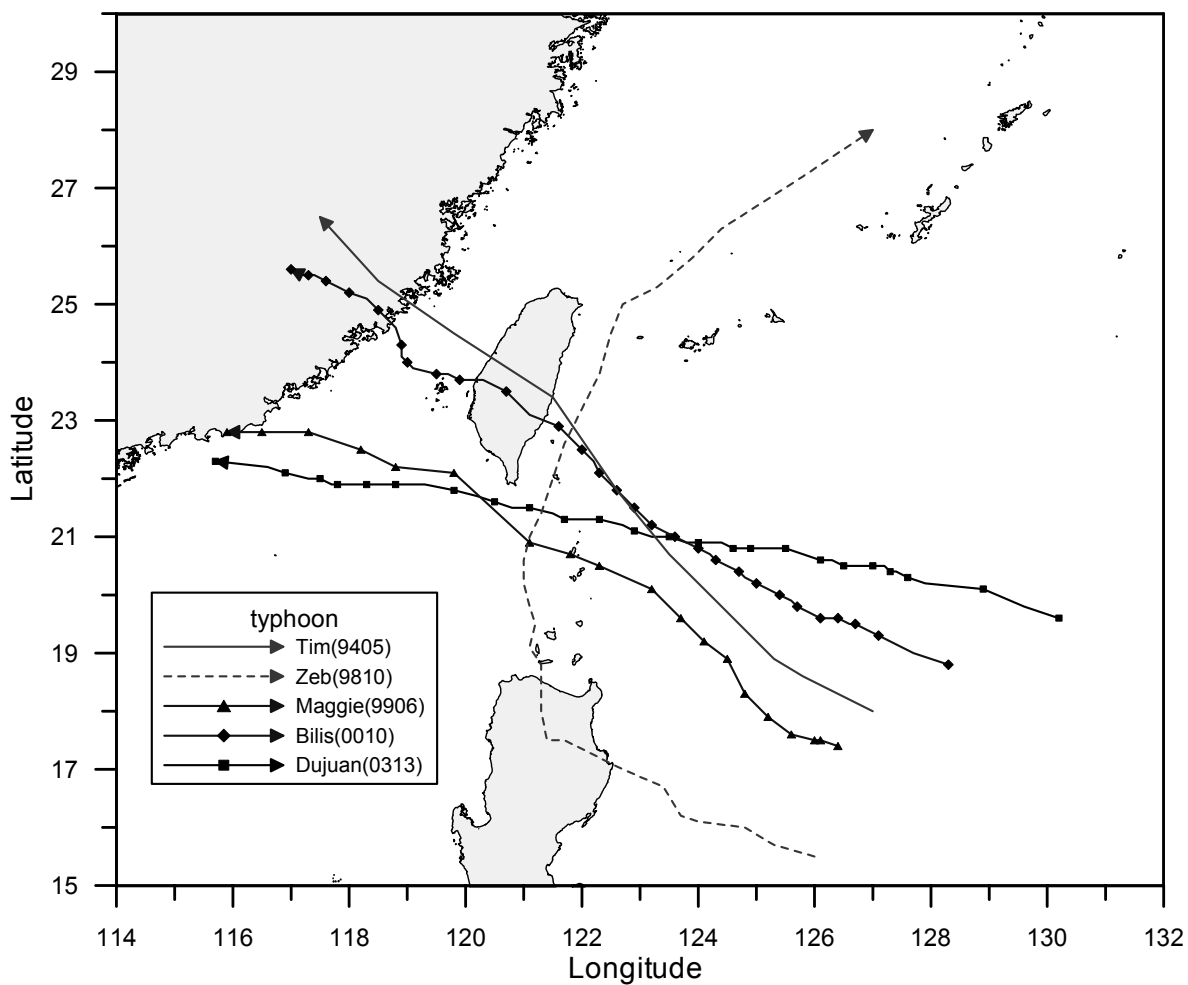 29
27
25
23
21
19
17
15
Latitude
typhoon
Tim(9405)
Zeb(9810)
Maggie(9906)
Bilis(0010)
Dujuan(0313)
114 116 118 120 122 124 126 128 130 132
Longitude